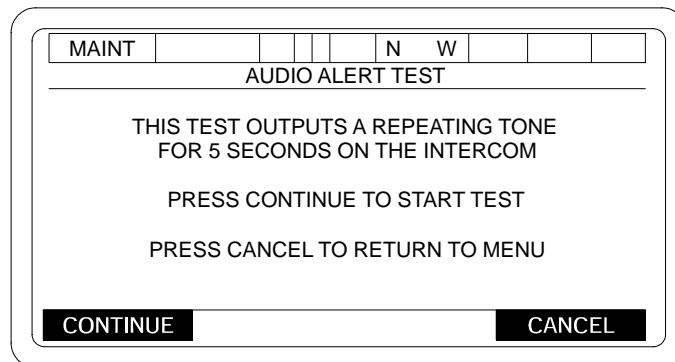 MAINT N W
AUDIO ALERT TEST
THIS TEST OUTPUTS A REPEATING TONE
FOR 5 SECONDS ON THE INTERCOM
PRESS CONTINUE TO START TEST
PRESS CANCEL TO RETURN TO MENU
CONTINUE CANCEL